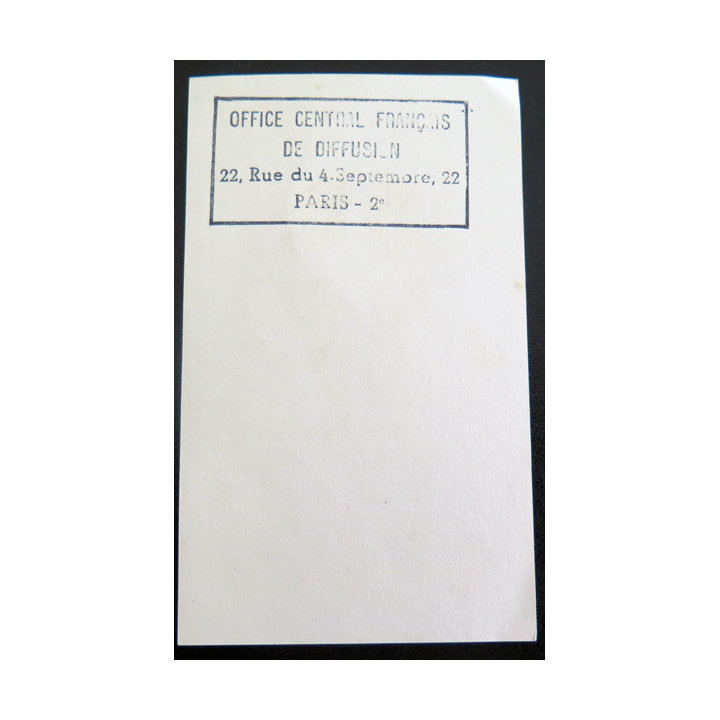 OFFICE CENTRAL FRANÇAIS
DE DIFFUSION
22, Rue du 4-Septembre, 22
PARIS - 2e